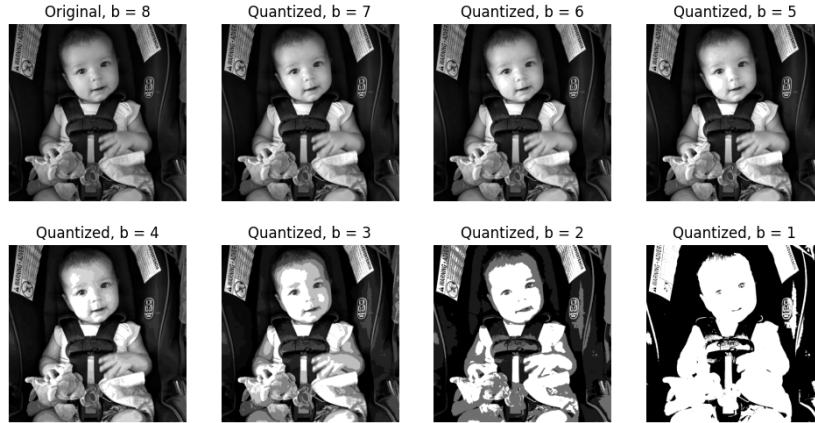 Original, b = 8
Quantized, b = 7
Quantized, b = 6
Quantized, b = 5
Quantized, b = 4
Quantized, b = 3
Quantized, b = 2
Quantized, b = 1